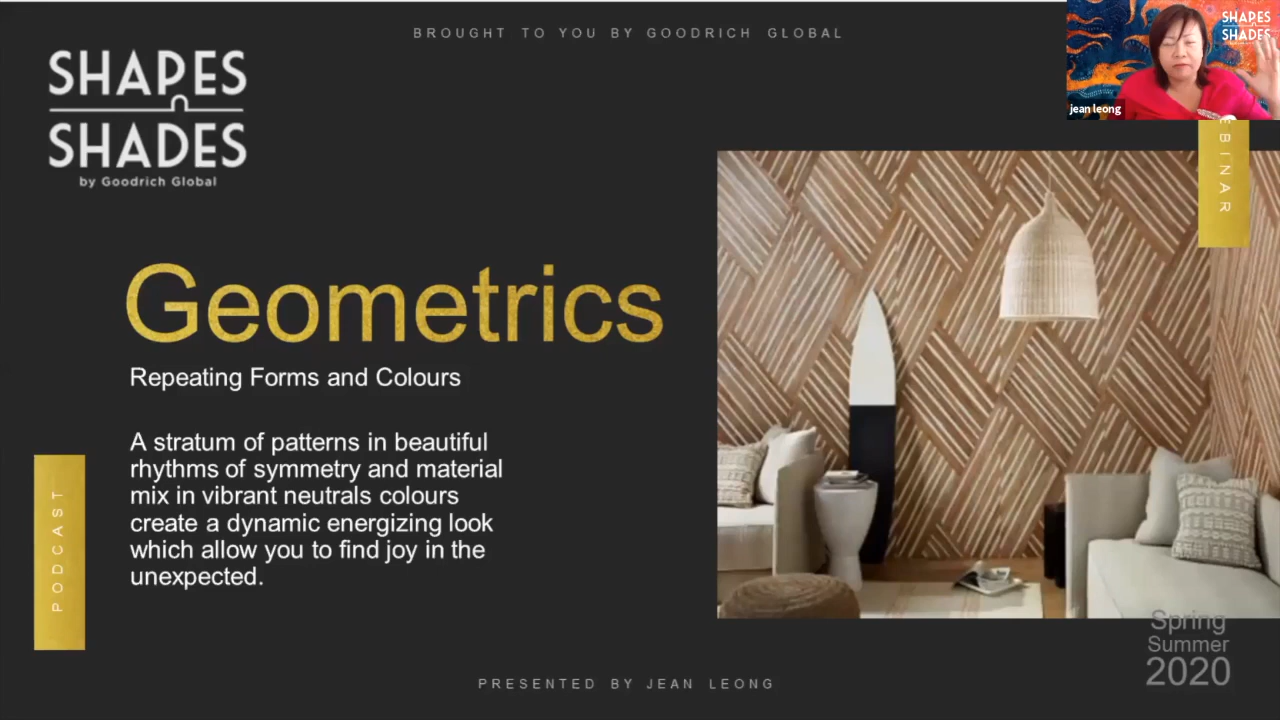 BROUGHT TO YOU BY GOODRICH GLOBAL
SHAPES
SHADES
by Goodrich Global
SHAPES
SHADES
jean leong
Geometrics
Repeating Forms and Colours
A stratum of patterns in beautiful
rhythms of symmetry and material
mix in vibrant neutrals colours
create a dynamic energizing look
which allow you to find joy in the
unexpected.
PODCAST
Spring
Summer
2020
PRESENTED BY JEAN LEONG